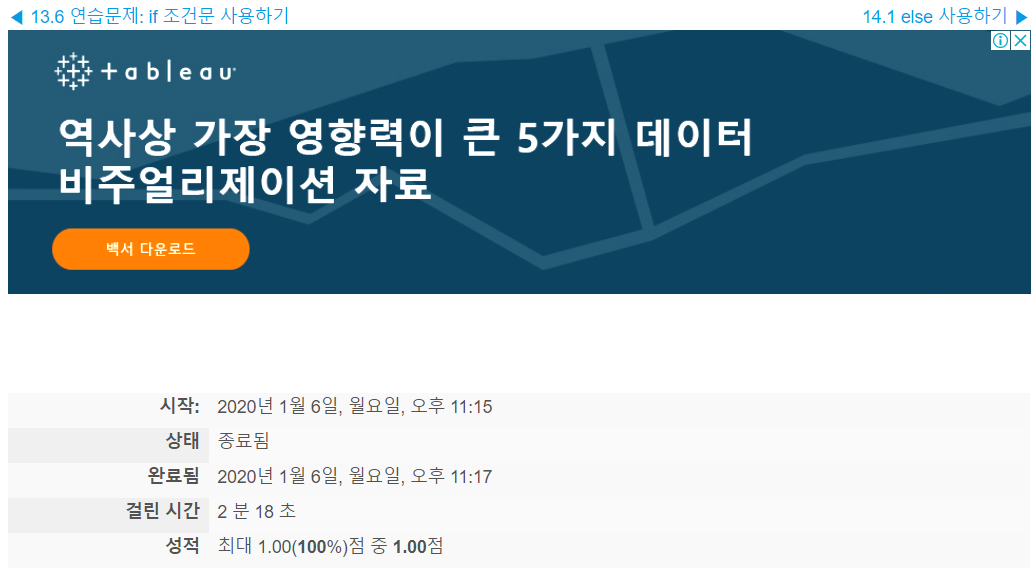 ◀ 13.6 연습문제: if 조건문 사용하기
14.1 else 사용하기 ▶
+ableau
역사상 가장 영향력이 큰 5가지 데이터
비주얼리제이션 자료
백서 다운로드
시작: 2020년 1월 6일, 월요일, 오후 11:15
상태 종료됨
완료됨 2020년 1월 6일, 월요일, 오후 11:17
걸린 시간 2 분 18 초
성적 최대 1.00(100%)점 중 1.00점